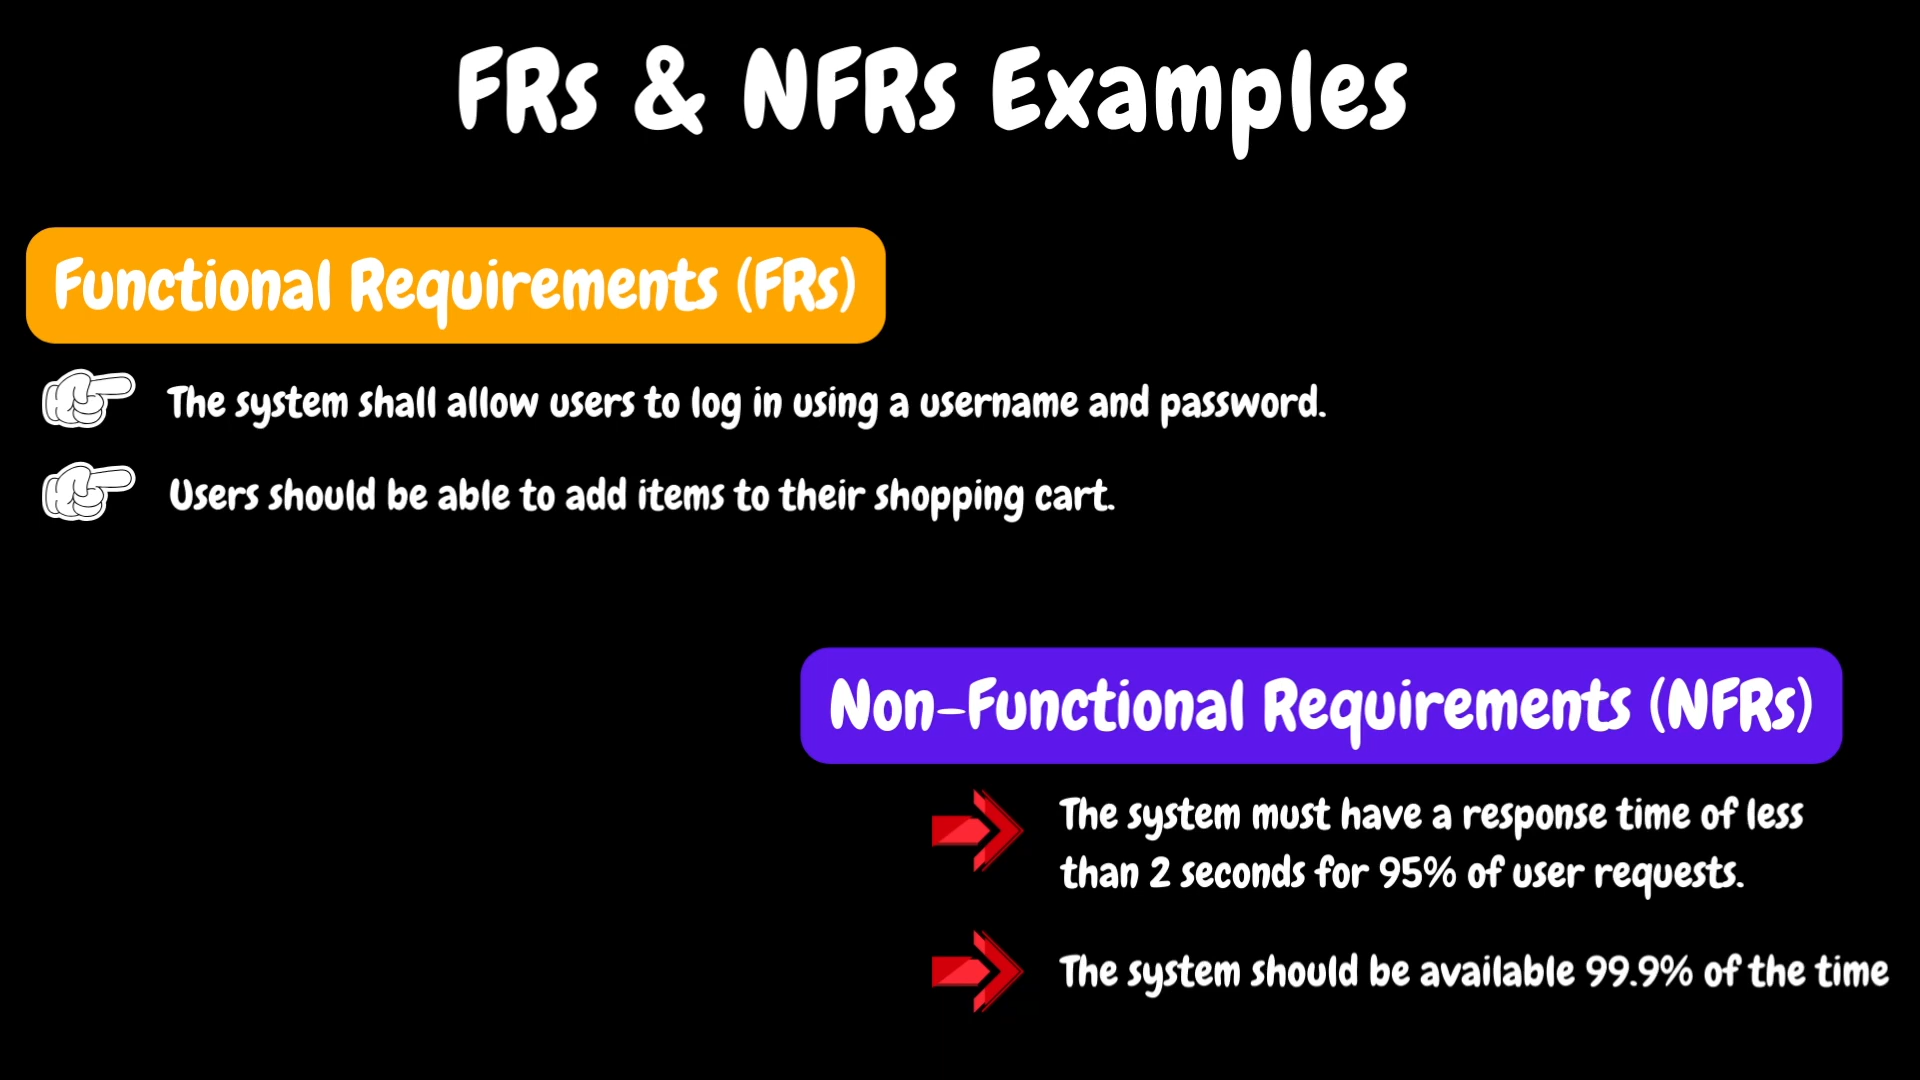 FRs & NFRs Examples
Functional Requirements (FRs)
The system shall allow users to log in using a username and password.
Users should be able to add items to their shopping cart.
Non-Functional Requirements (NFRs)
The system must have a response time of less
than 2 seconds for 95% of user requests.
The system should be available 99.9% of the time